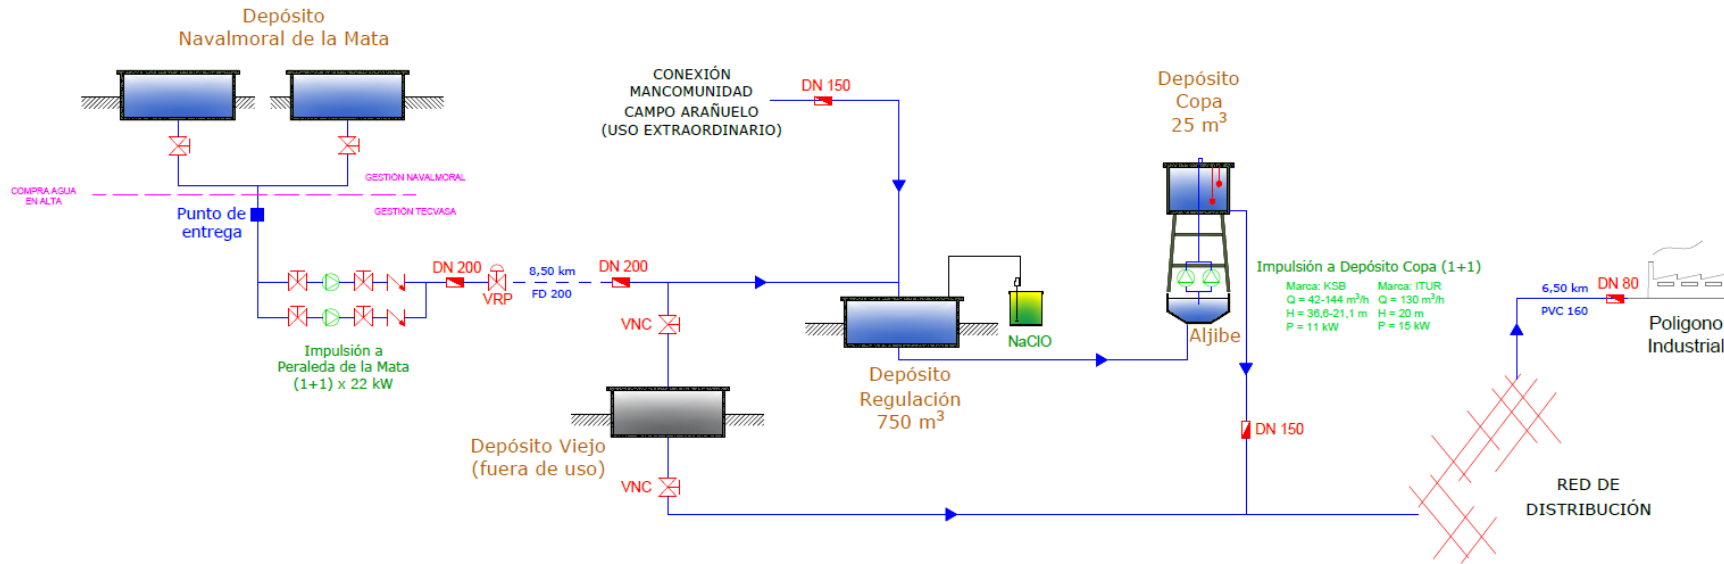 Depósito
Navalmoral de la Mata
COMPRA AGUA
EN ALTA
GESTIÓN NAVALMORAL
GESTIÓN TECVASA
Punto de
entrega
Impulsión a
Peraleda de la Mata
(1+1) x 22 kW
DN 200
VRP
8,50 km
FD 200
DN 200
VNC
Depósito Viejo
(fuera de uso)
VNC
CONEXIÓN
MANCOMUNIDAD
CAMPO ARAÑUELO
(USO EXTRAORDINARIO)
DN 150
NaClO
Depósito
Regulación
750 m³
Depósito
Copa
25 m³
Aljibe
Impulsión a Depósito Copa (1+1)
Marca: KSB
Q = 42-144 m³/h
H = 36,6-21,1 m
P = 11 kW
Marca: ITUR
Q = 130 m³/h
H = 20 m
P = 15 kW
DN 150
6,50 km
PVC 160
DN 80
Poligono
Industrial
RED DE
DISTRIBUCIÓN